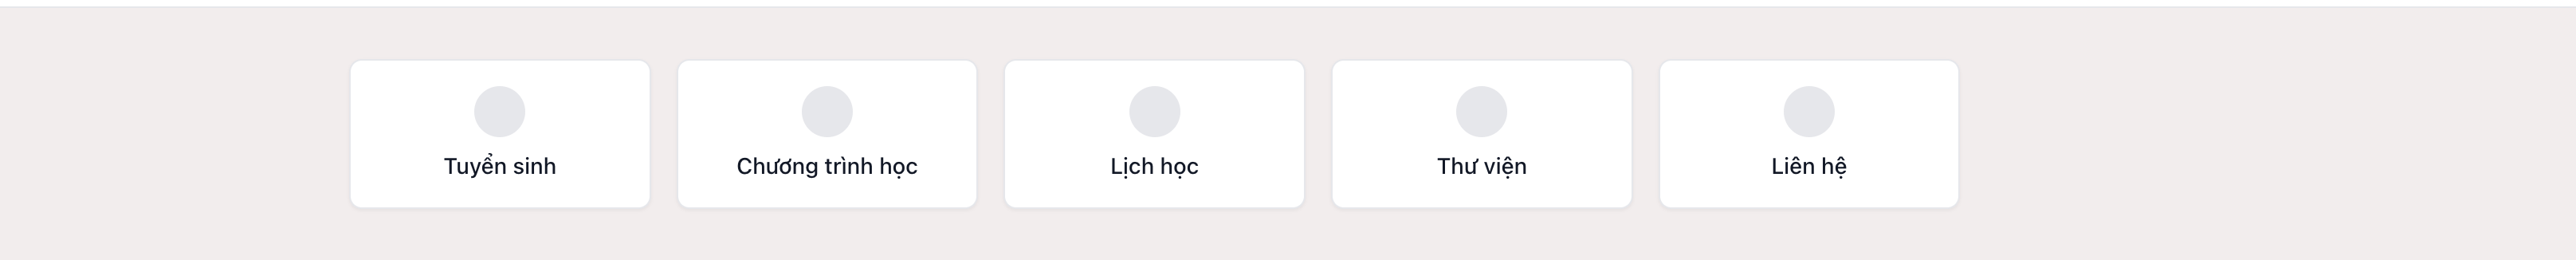 Tuyển sinh
Chương trình học
Lịch học
Thư viện
Liên hệ